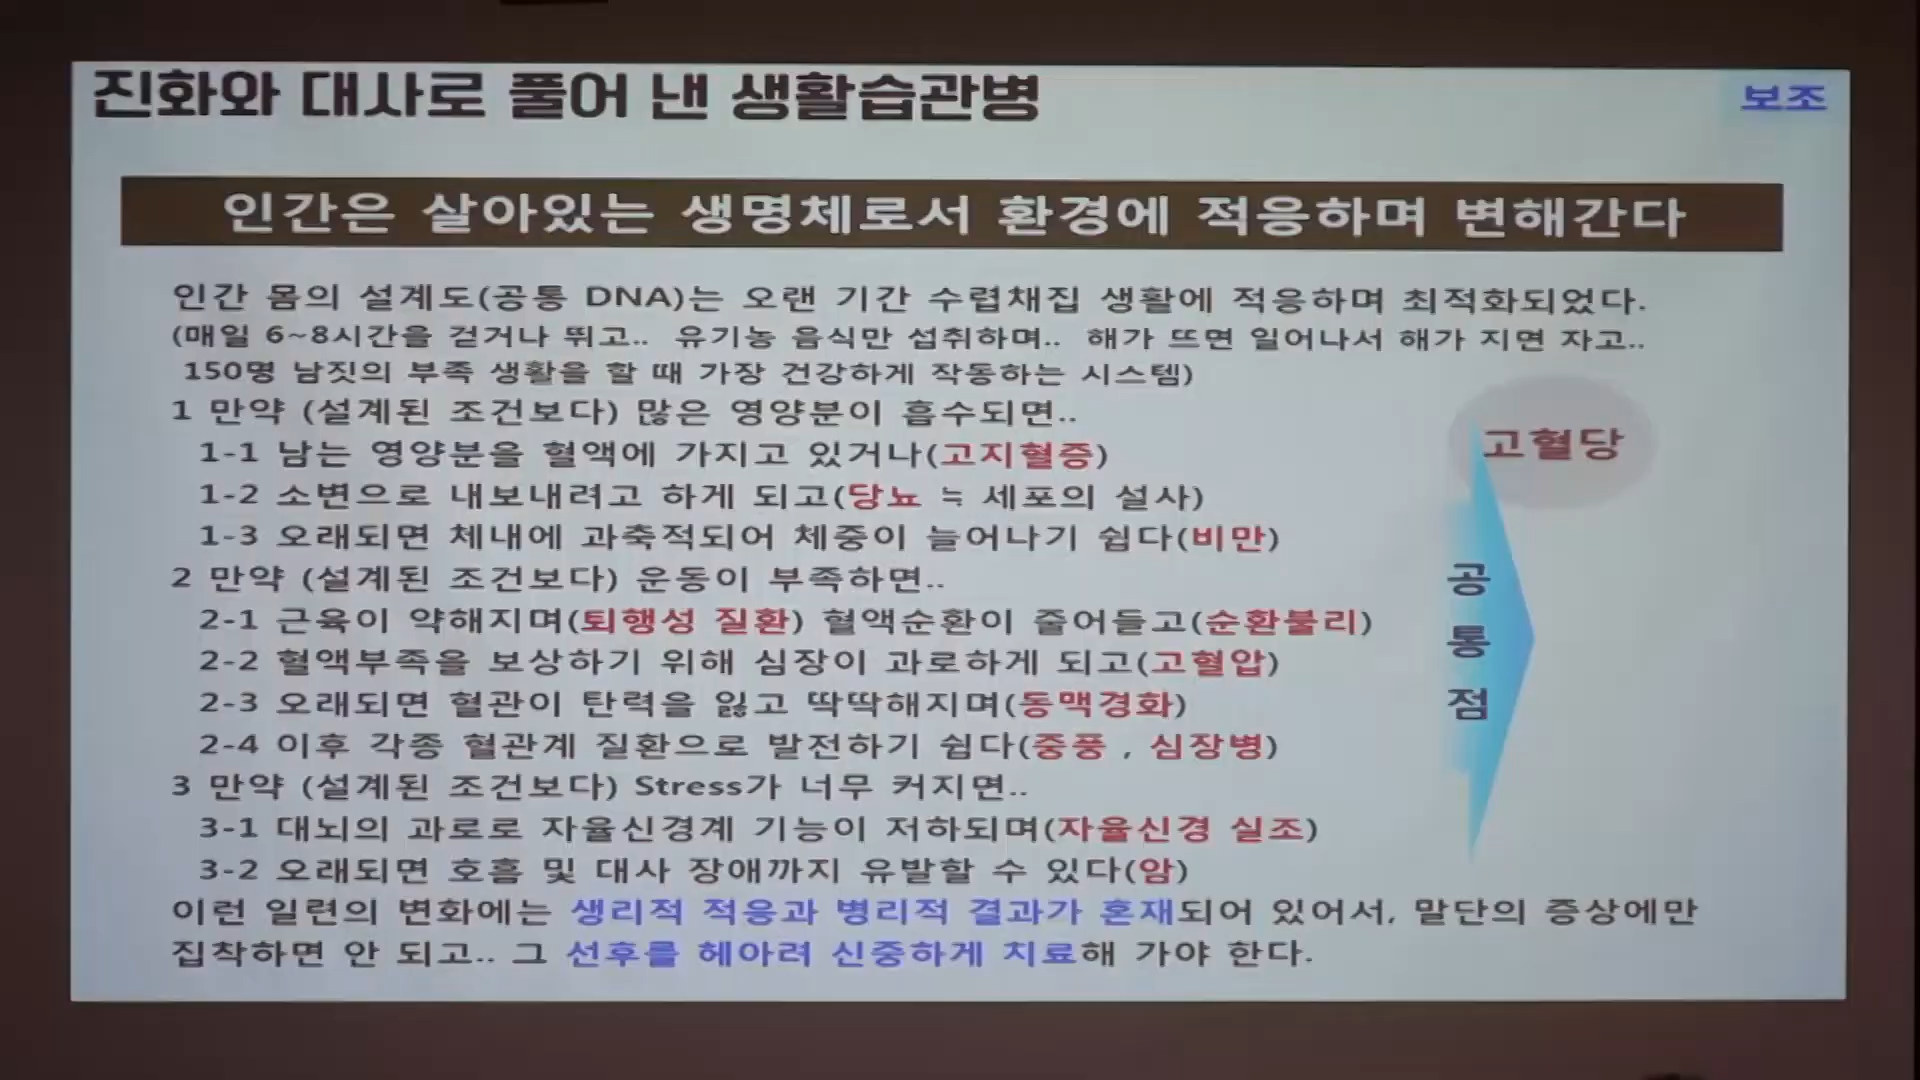 진화와 대사로 풀어 낸 생활습관병
보조
인간은 살아있는 생명체로서 환경에 적응하며 변해간다
인간 몸의 설계도(공통 DNA)는 오랜 기간 수렵채집 생활에 적응하며 최적화되었다.
(매일 6~8시간을 걷거나 뛰고.. 유기농 음식만 섭취하며.. 해가 뜨면 일어나서 해가 지면 자고..
150명 남짓의 부족 생활을 할 때 가장 건강하게 작동하는 시스템)
1 만약 (설계된 조건보다) 많은 영양분이 흡수되면..
1-1 남는 영양분을 혈액에 가지고 있거나(고지혈증)
1-2 소변으로 내보내려고 하게 되고(당뇨 ≒ 세포의 설사)
1-3 오래되면 체내에 과축적되어 체중이 늘어나기 쉽다(비만)
2 만약 (설계된 조건보다) 운동이 부족하면..
2-1 근육이 약해지며(퇴행성 질환) 혈액순환이 줄어들고(순환불리)
2-2 혈액부족을 보상하기 위해 심장이 과로하게 되고(고혈압)
2-3 오래되면 혈관이 탄력을 잃고 딱딱해지며(동맥경화)
2-4 이후 각종 혈관계 질환으로 발전하기 쉽다(중풍 , 심장병)
3 만약 (설계된 조건보다) Stress가 너무 커지면..
3-1 대뇌의 과로로 자율신경계 기능이 저하되며(자율신경 실조)
3-2 오래되면 호흡 및 대사 장애까지 유발할 수 있다(암)
이런 일련의 변화에는 생리적 적응과 병리적 결과가 혼재되어 있어서, 말단의 증상에만
집착하면 안 되고.. 그 선후를 헤아려 신중하게 치료해 가야 한다.
고혈당
공
통
점